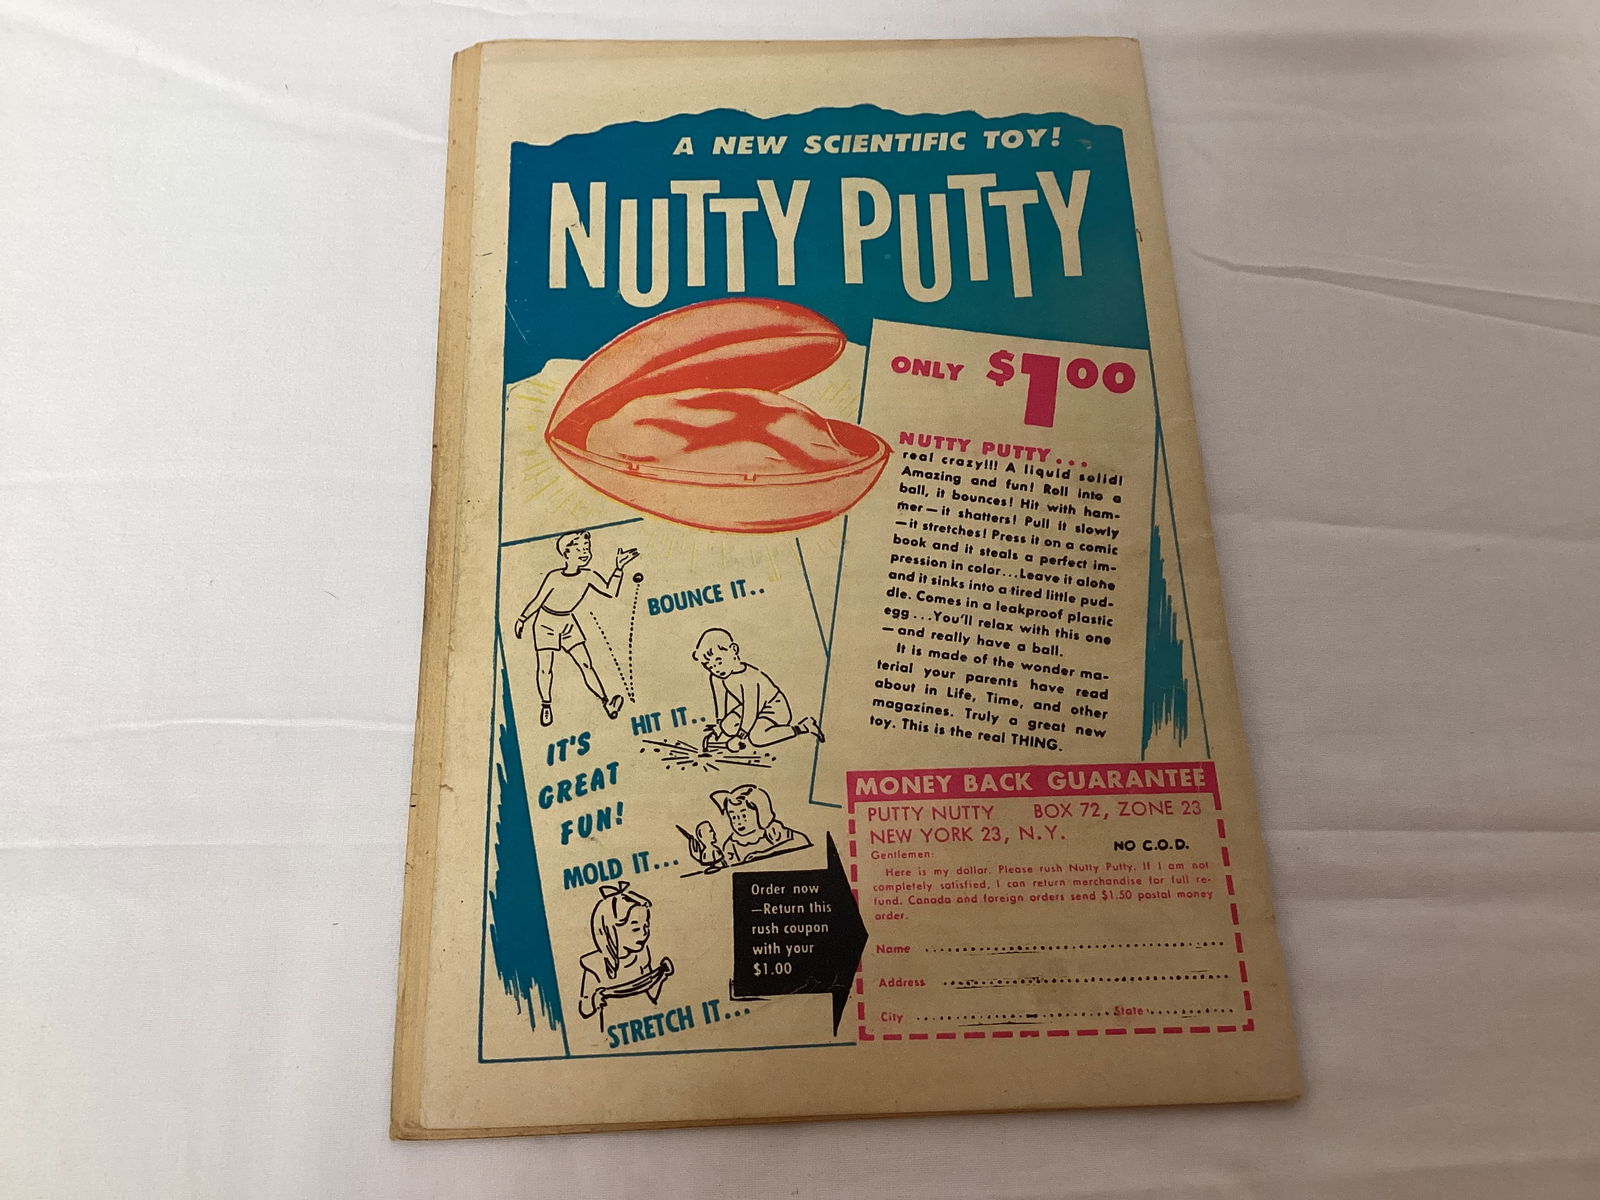 A NEW SCIENTIFIC TOY!
NUTTY PUTTY
ONLY $1.00
NUTTY PUTTY...
real crazy!!! A liquid solid!
Amazing and fun! Roll into a
ball, it bounces! Hit with ham-
mer—it shatters! Pull it slowly
—it stretches! Press it on a comic
book and it steals a perfect im-
pression in color...Leave it alone
and it sinks into a tired little pud-
dle. Comes in a leakproof plastic
egg...You'll relax with this one
—and really have a ball.
It is made of the wonder ma-
terial your parents have read
about in Life, Time, and other
magazines. Truly a great new
toy. This is the real THING.
BOUNCE IT..
HIT IT..
IT'S
GREAT
FUN!
MOLD IT...
STRETCH IT...
Order now
—Return this
rush coupon
with your
$1.00
MONEY BACK GUARANTEE
PUTTY NUTTY BOX 72, ZONE 23
NEW YORK 23, N.Y.
NO C.O.D.
Gentlemen:
Here is my dollar. Please rush Nutty Putty. If I am not
completely satisfied, I can return merchandise for full re-
fund. Canada and foreign orders send $1.50 postal money
order.
Name
Address
City State